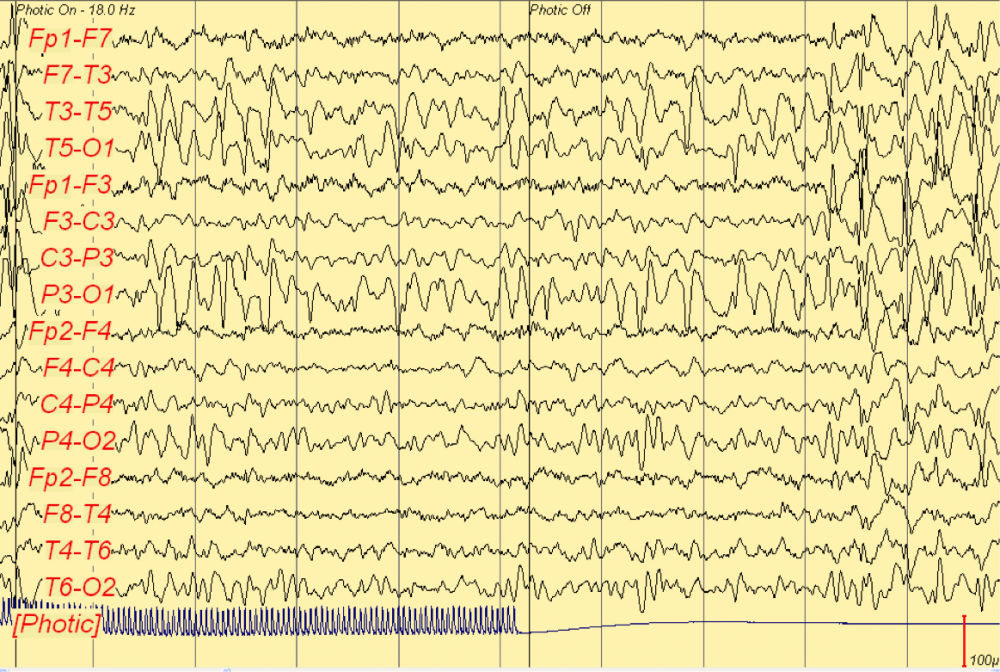 Photic On - 18.0 Hz Photic Off
Fp1-F7
F7-T3
T3-T5
T5-O1
Fp1-F3
F3-C3
C3-P3
P3-O1
Fp2-F4
F4-C4
C4-P4
P4-O2
Fp2-F8
F8-T4
T4-T6
T6-O2
[Photic]
100µ